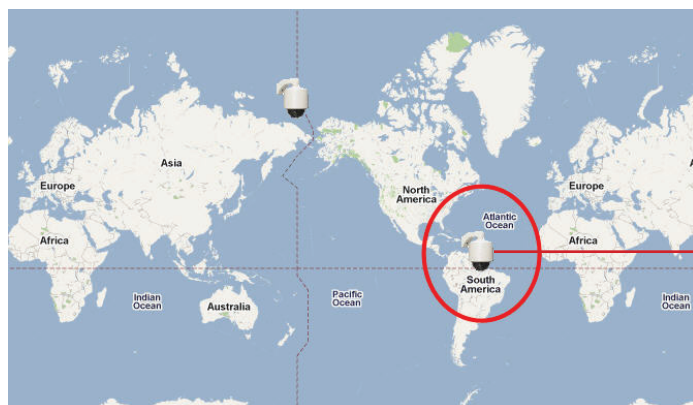 Asia
Europe
North
America
Atlantic
Ocean
Africa
Africa
Europe
A
South
America
Indian
Ocean
Australia
Pacific
Ocean
Indian
Ocean